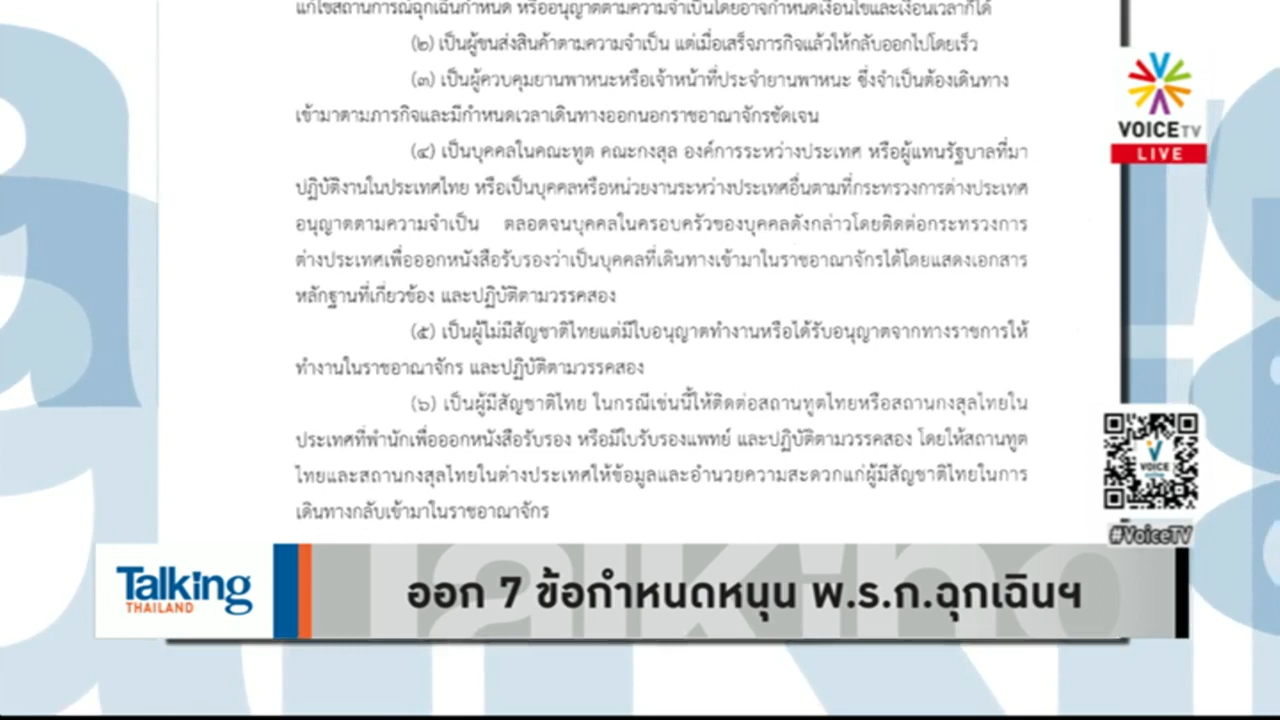 แก้ไขสถานการณ์ฉุกเฉินกำหนด หรืออนุญาตตามความจำเป็นโดยอาจกำหนดเงื่อนไขและเงื่อนเวลาก็ได้
(๒) เป็นผู้ขนส่งสินค้าตามความจำเป็น แต่เมื่อเสร็จภารกิจแล้วให้กลับออกไปโดยเร็ว
(๓) เป็นผู้ควบคุมยานพาหนะหรือเจ้าหน้าที่ประจำยานพาหนะ ซึ่งจำเป็นต้องเดินทาง
เข้ามาตามภารกิจและมีกำหนดเวลาเดินทางออกนอกราชอาณาจักรชัดเจน
(๔) เป็นบุคคลในคณะทูต คณะกงสุล องค์การระหว่างประเทศ หรือผู้แทนรัฐบาลที่มา
ปฏิบัติงานในประเทศไทย หรือเป็นบุคคลหรือหน่วยงานระหว่างประเทศอื่นตามที่กระทรวงการต่างประเทศ
อนุญาตตามความจำเป็น ตลอดจนบุคคลในครอบครัวของบุคคลดังกล่าวโดยติดต่อกระทรวงการ
ต่างประเทศเพื่อออกหนังสือรับรองว่าเป็นบุคคลที่เดินทางเข้ามาในราชอาณาจักรได้โดยแสดงเอกสาร
หลักฐานที่เกี่ยวข้อง และปฏิบัติตามวรรคสอง
(๕) เป็นผู้ไม่มีสัญชาติไทยแต่มีใบอนุญาตทำงานหรือได้รับอนุญาตจากทางราชการให้
ทำงานในราชอาณาจักร และปฏิบัติตามวรรคสอง
(๖) เป็นผู้มีสัญชาติไทย ในกรณีเช่นนี้ให้ติดต่อสถานทูตไทยหรือสถานกงสุลไทยใน
ประเทศที่พำนักเพื่อออกหนังสือรับรอง หรือมีใบรับรองแพทย์ และปฏิบัติตามวรรคสอง โดยให้สถานทูต
ไทยและสถานกงสุลไทยในต่างประเทศให้ข้อมูลและอำนวยความสะดวกแก่ผู้มีสัญชาติไทยในการ
เดินทางกลับเข้ามาในราชอาณาจักร
VOICE TV
LIVE
VOICE
#VoiceTV
Talking
THAILAND
ออก 7 ข้อกำหนดหนุน พ.ร.ก.ฉุกเฉินฯ